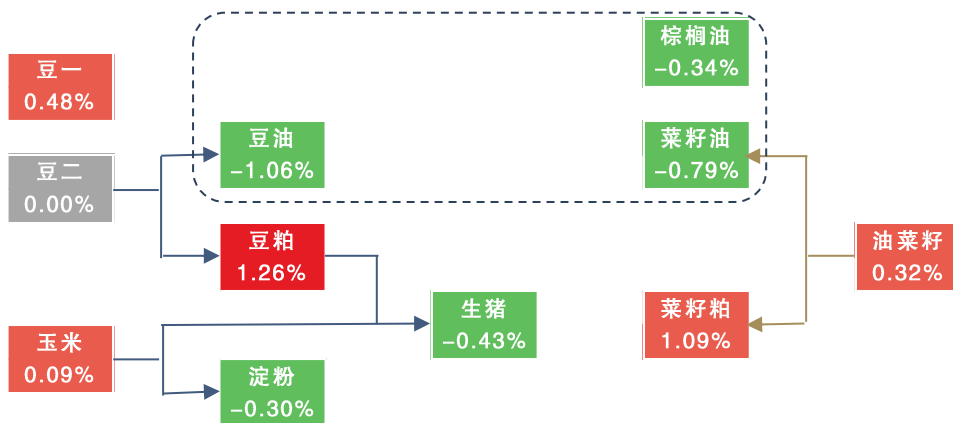 棕榈油
-0.34%
豆一
0.48%
豆油
-1.06%
菜籽油
-0.79%
豆二
0.00%
豆粕
1.26%
油菜籽
0.32%
生猪
-0.43%
菜籽粕
1.09%
玉米
0.09%
淀粉
-0.30%